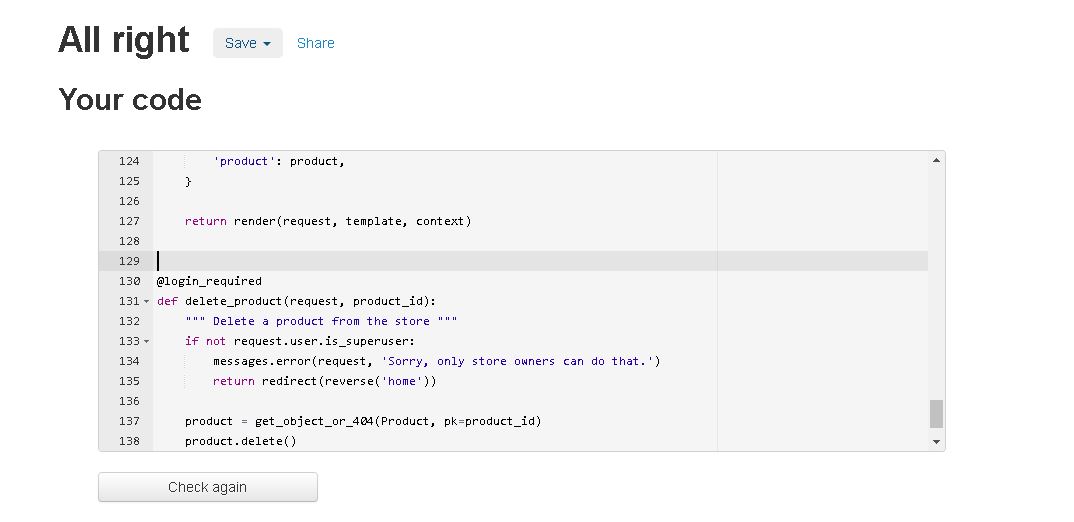 All right Save Share
Your code
124         'product': product,
125     }
126
127     return render(request, template, context)
128
129
130 @login_required
131 def delete_product(request, product_id):
132     """ Delete a product from the store """
133     if not request.user.is_superuser:
134         messages.error(request, 'Sorry, only store owners can do that.')
135         return redirect(reverse('home'))
136
137     product = get_object_or_404(Product, pk=product_id)
138     product.delete()
Check again